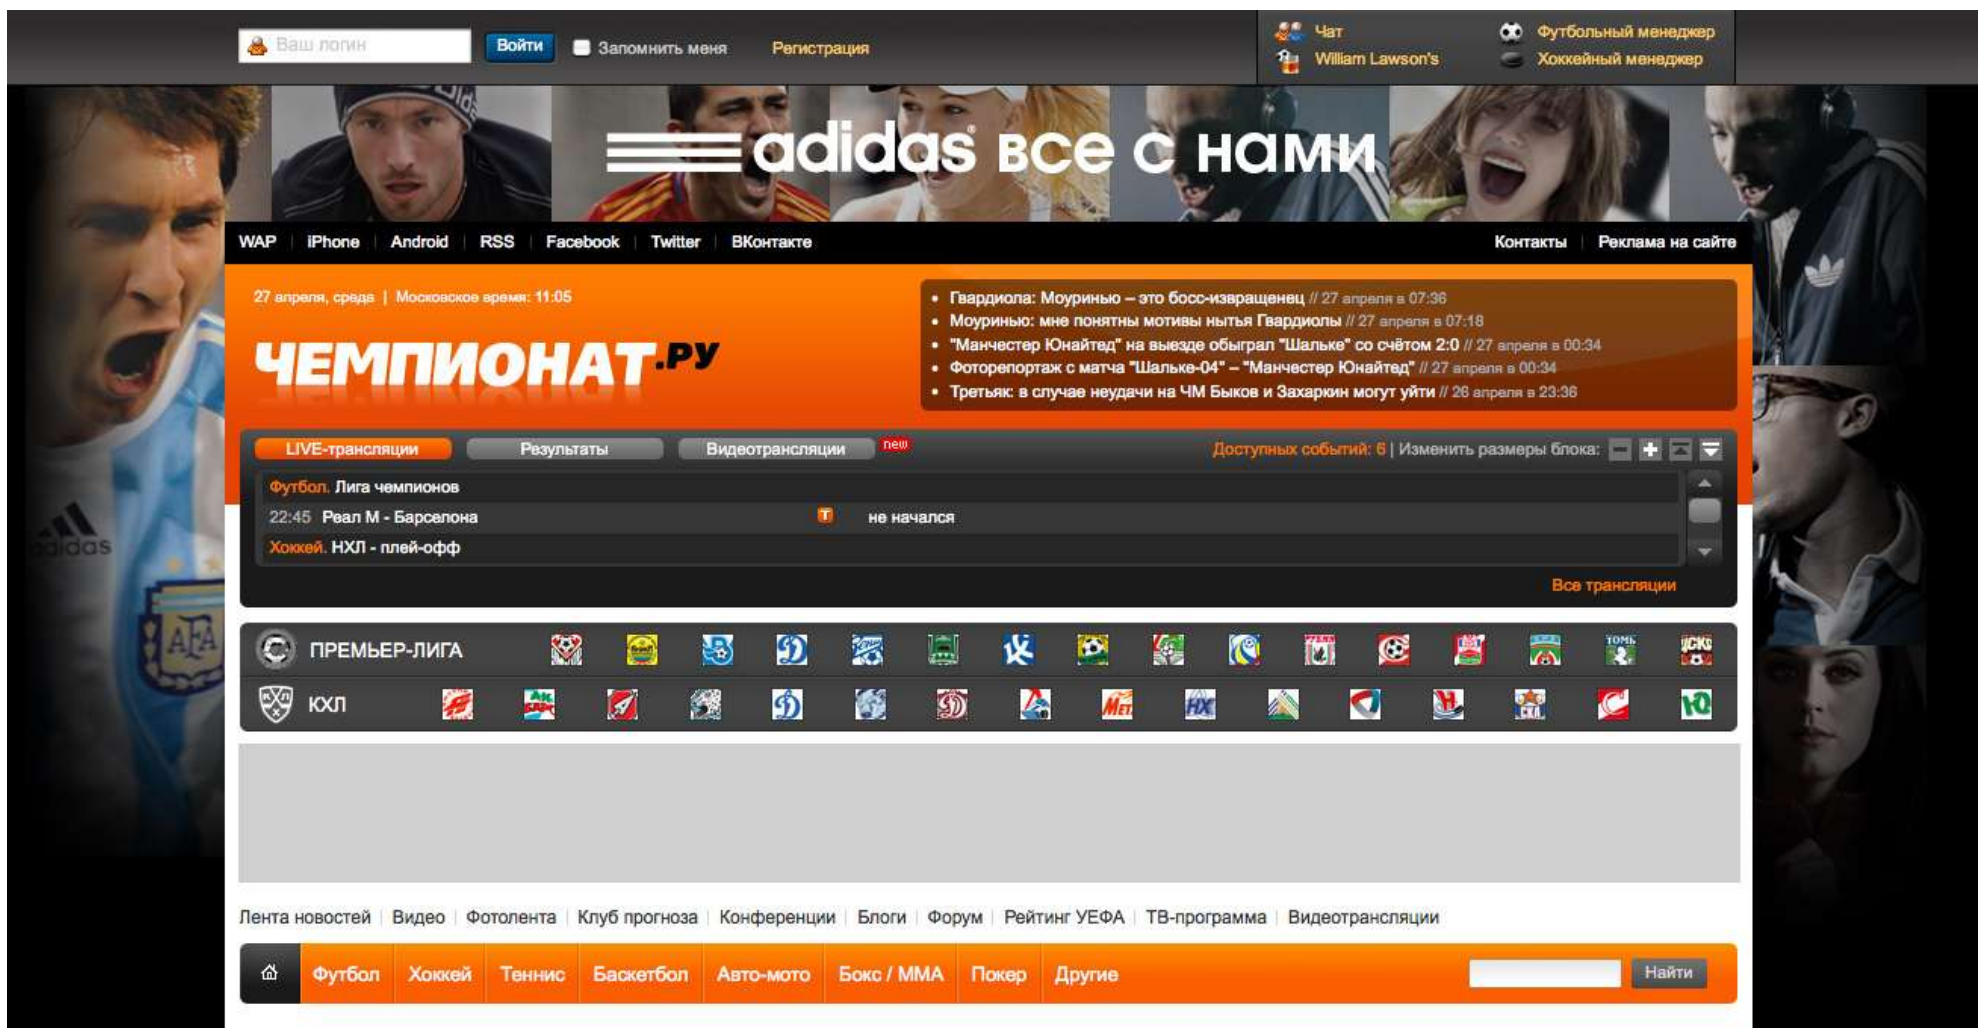 Ваш логин Войти Запомнить меня Регистрация
Чат Футбольный менеджер
William Lawson's Хоккейный менеджер
adidas все с нами
WAP iPhone Android RSS Facebook Twitter ВКонтакте Контакты Реклама на сайте
27 апреля, среда | Московское время: 11:05
ЧЕМПИОНАТ.РУ
• Гвардиола: Моуринью – это босс-извращенец // 27 апреля в 07:36
• Моуринью: мне понятны мотивы нытья Гвардиолы // 27 апреля в 07:18
• "Манчестер Юнайтед" на выезде обыграл "Шальке" со счётом 2:0 // 27 апреля в 00:34
• Фоторепортаж с матча "Шальке-04" – "Манчестер Юнайтед" // 27 апреля в 00:34
• Третьяк: в случае неудачи на ЧМ Быков и Захаркин могут уйти // 26 апреля в 23:36
LIVE-трансляции Результаты Видеотрансляции new Доступных событий: 6 | Изменить размеры блока:
Футбол. Лига чемпионов
22:45 Реал М - Барселона T не начался
Хоккей. НХЛ - плей-офф
Все трансляции
adidas
AFA
ПРЕМЬЕР-ЛИГА
КХЛ
Лента новостей Видео Фотолента Клуб прогноза Конференции Блоги Форум Рейтинг УЕФА ТВ-программа Видеотрансляции
Футбол Хоккей Теннис Баскетбол Авто-мото Бокс / ММА Покер Другие Найти